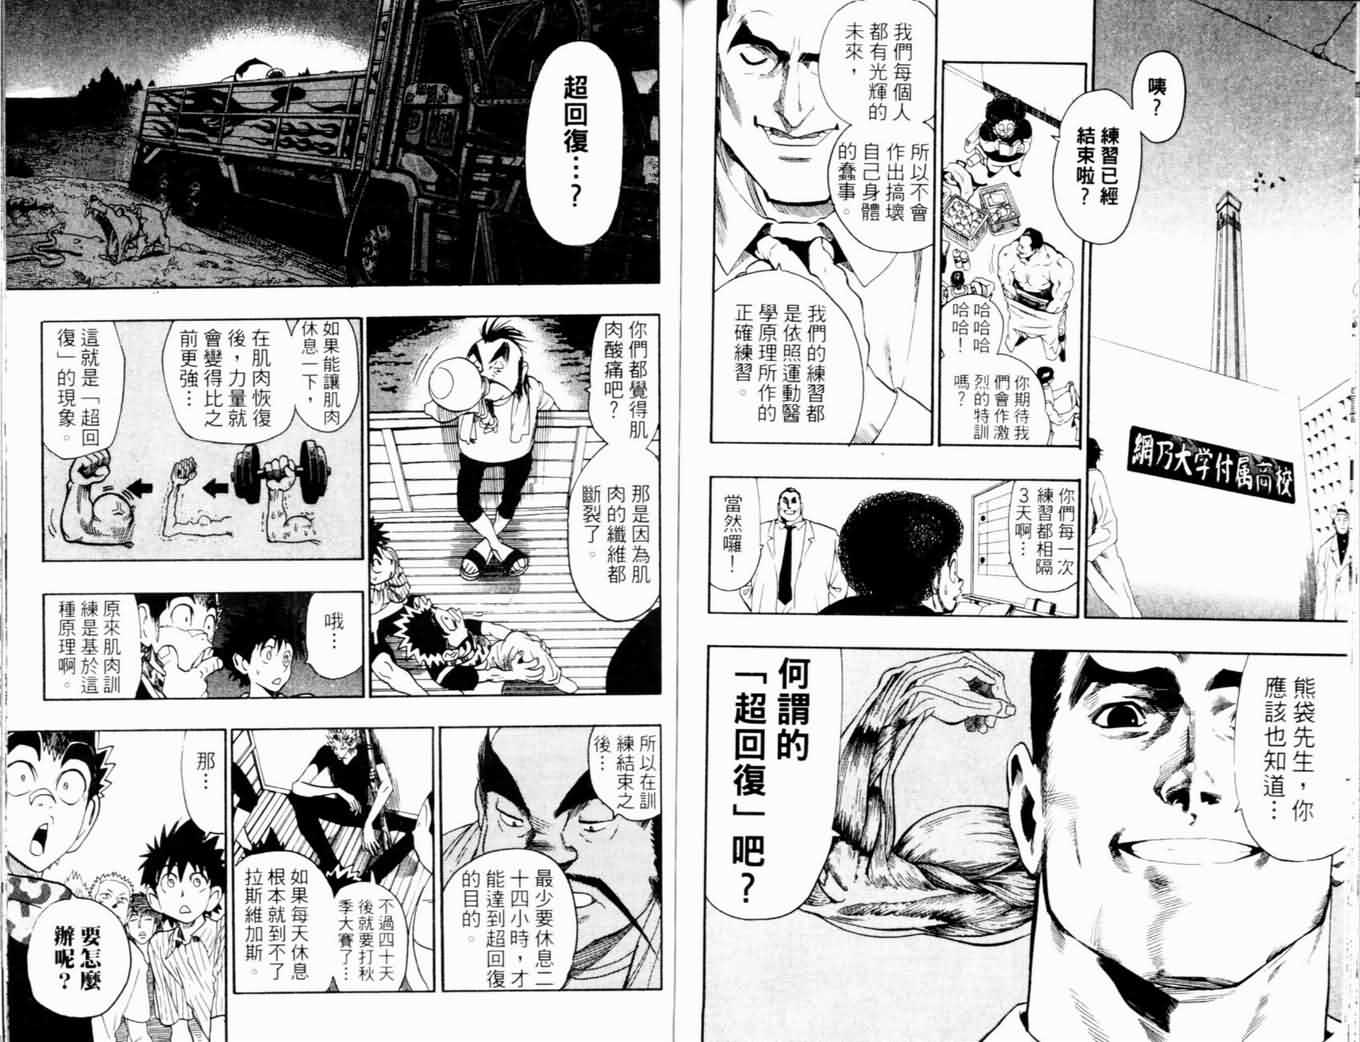 咦？
練習已經
結束啦？
網乃大学付属高校
哈哈哈
哈哈！
你期待我
們會作激
烈的特訓
嗎？
我們每個人
都有光輝的
未來，
所以不會
作出搞壞
自己身體
的蠢事。
我們的練習都
是依照運動醫
學原理所作的
正確練習。
你們每一次
練習都相隔
3天啊…
當然囉！
熊袋先生，你
應該也知道…
何謂的
「超回復」吧？
超回復…？
你們都覺得肌
肉酸痛吧？
那是因為肌
肉的纖維都
斷裂了。
如果能讓肌肉
休息一下，
在肌肉恢復
後，力量就
會變得比之
前更強…
這就是「超回
復」的現象。
哦…
原來肌肉訓
練是基於這
種原理啊。
所以在訓
練結束之
後…
最少要休息二
十四小時，才
能達到超回復
的目的。
不過四十天
後就要打秋
季大賽了…
如果每天休息
根本就到不了
拉斯維加斯。
那…
要怎麼
辦呢？